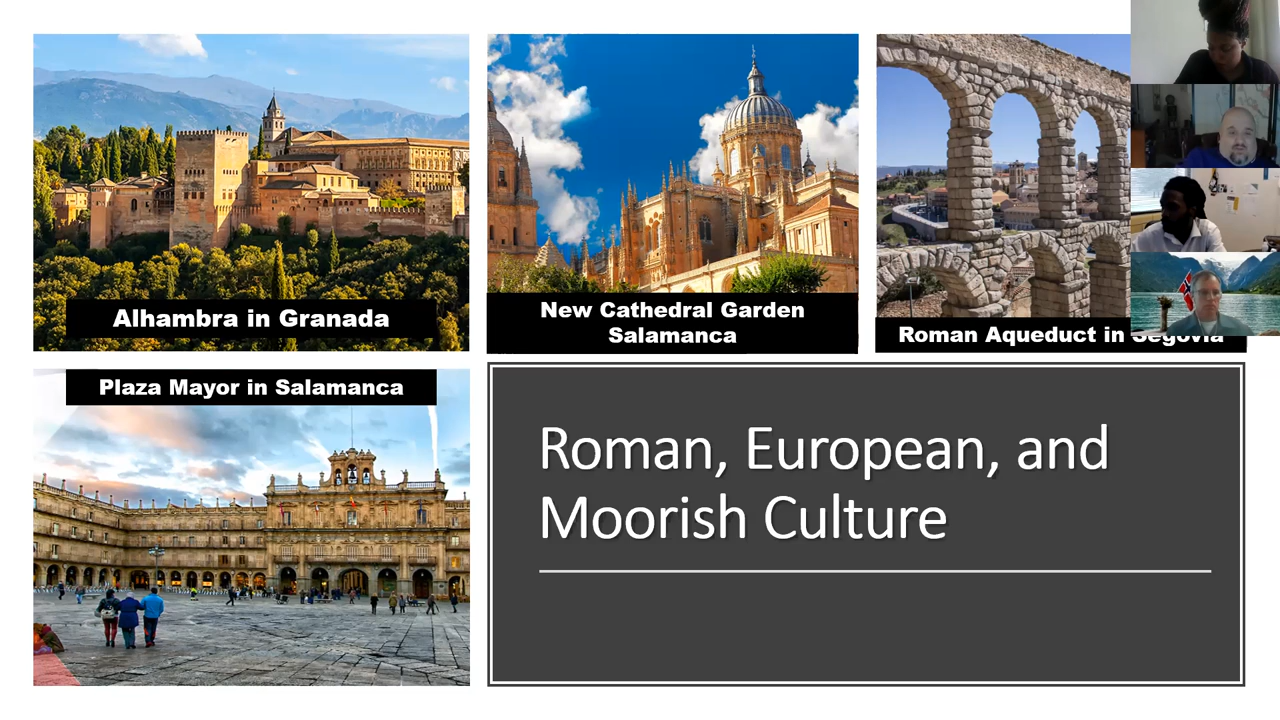 Alhambra in Granada
New Cathedral Garden
Salamanca
Roman Aqueduct in Segovia
Plaza Mayor in Salamanca
Roman, European, and
Moorish Culture